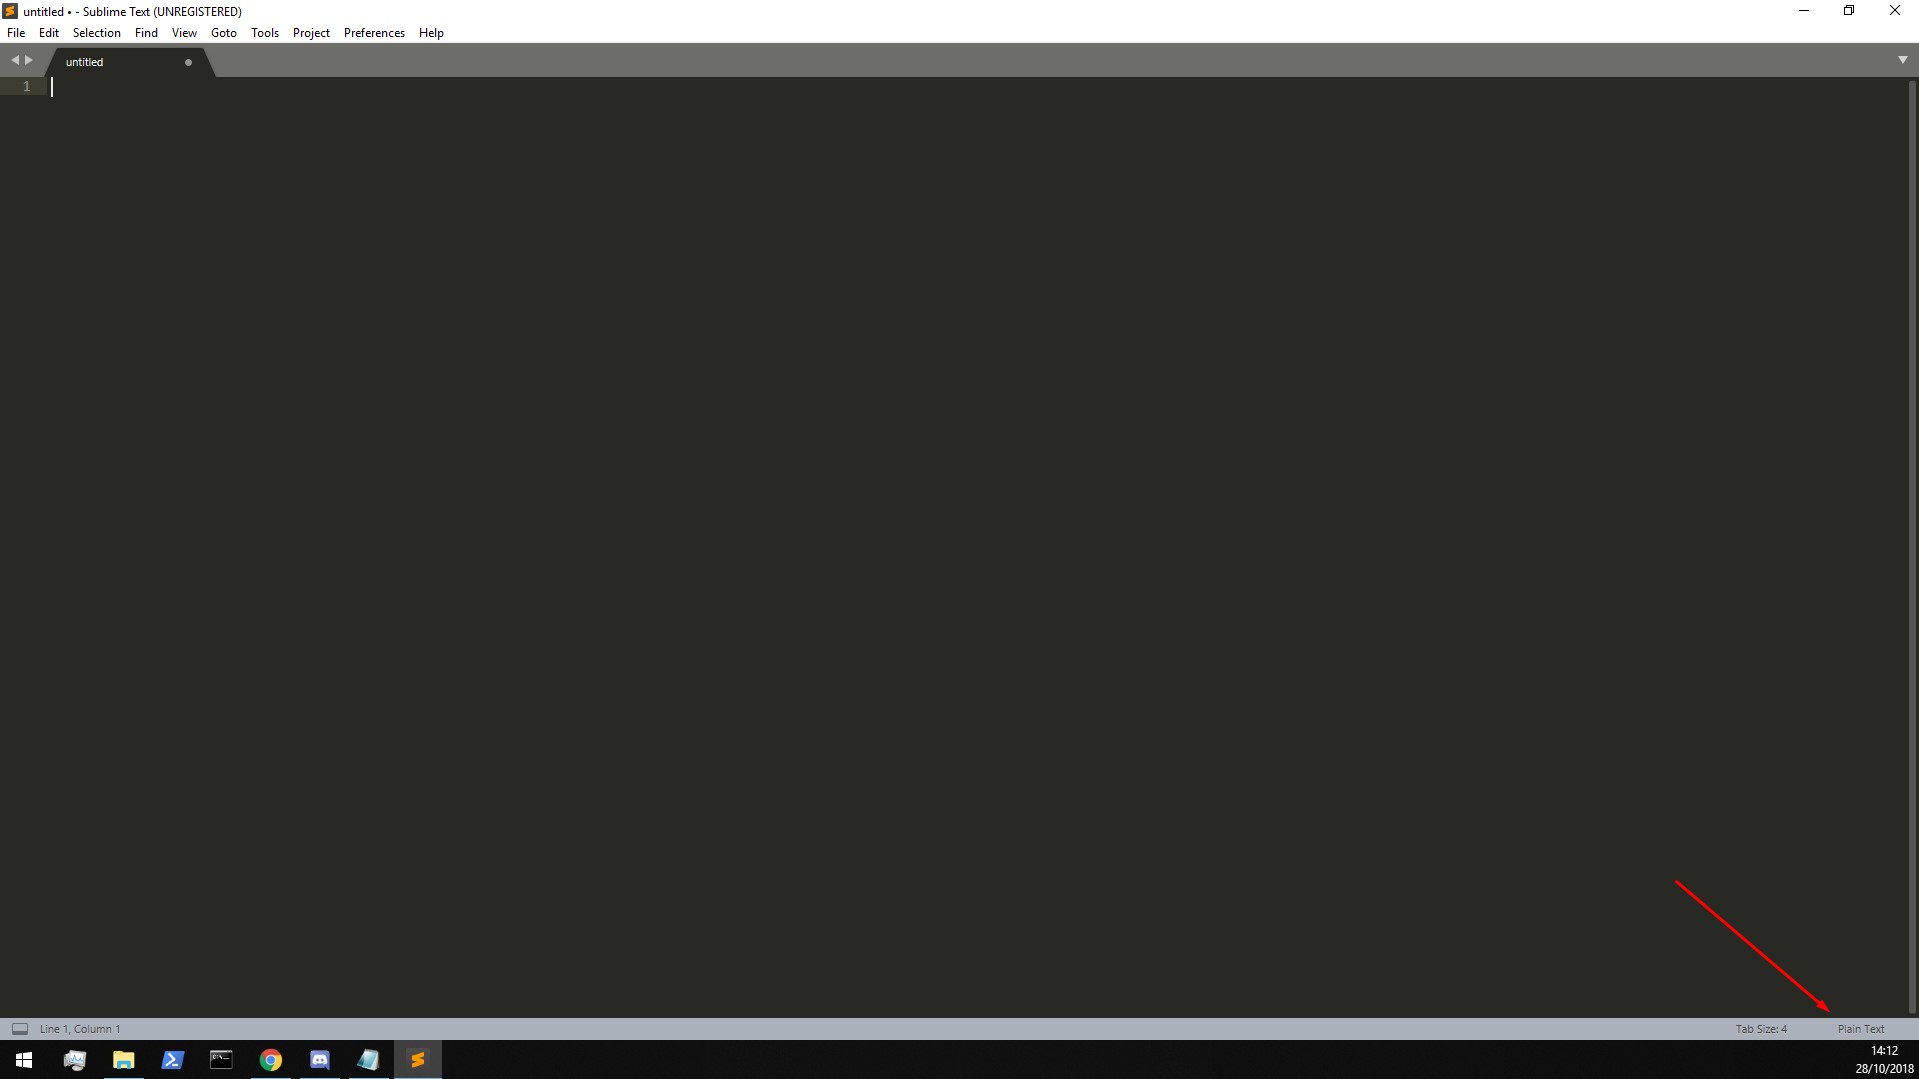 untitled • - Sublime Text (UNREGISTERED)
File Edit Selection Find View Goto Tools Project Preferences Help
untitled
1
Line 1, Column 1 Tab Size: 4 Plain Text
14:12
28/10/2018